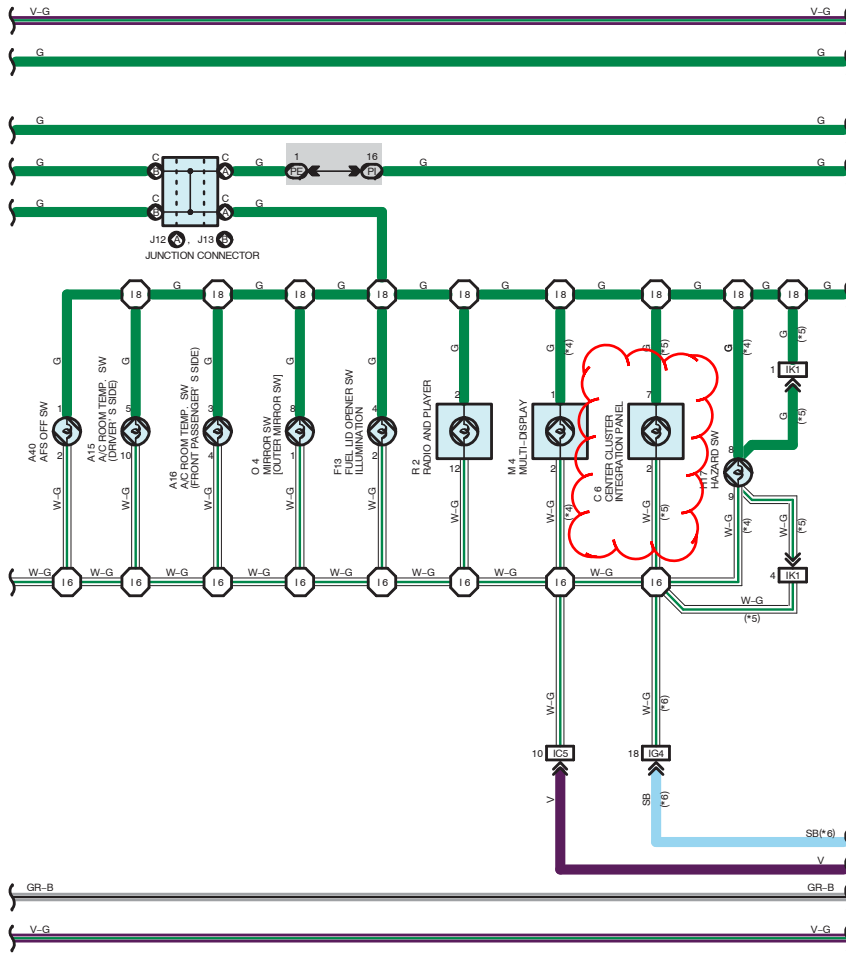 V-G V-G
G G
G G
G C C G 1 16 G G
B A PE PI
G C C G
B A
J12 A , J13 B
JUNCTION CONNECTOR
I8 G I8 G I8 G I8 G I8 G I8 G I8 G I8 G I8 G
G G G G G G G (*4) G (*5) G (*4) G (*5)
1 IK1
G (*5)
1 5 3 8 4 2 1 7 8
A40
AFS OFF SW
A15
A/C ROOM TEMP. SW
(DRIVER' S SIDE)
A16
A/C ROOM TEMP. SW
(FRONT PASSENGER' S SIDE)
O 4
MIRROR SW
[OUTER MIRROR SW]
F13
FUEL LID OPENER SW
ILLUMINATION
R 2
RADIO AND PLAYER
M 4
MULTI-DISPLAY
C 6
CENTER CLUSTER
INTEGRATION PANEL
H17
HAZARD SW
2 10 4 1 2 12 2 2 9
W-G W-G W-G W-G W-G W-G W-G (*4) W-G (*5) W-G (*4) W-G (*5)
4 IK1
W-G I6 W-G I6 W-G I6 W-G I6 W-G I6 W-G I6 W-G I6 W-G I6
W-G
(*5)
W-G W-G (*6)
10 IC5 18 IG4
V SB (*6)
SB(*6)
V
GR-B GR-B
V-G V-G